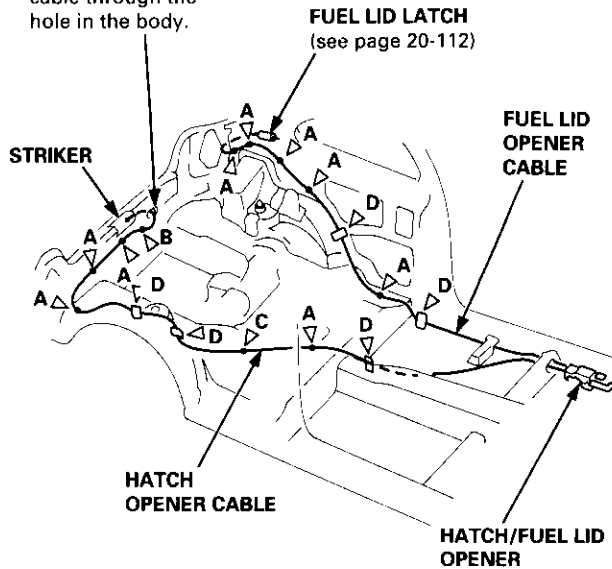 cable through the
hole in the body.
FUEL LID LATCH
(see page 20-112)
FUEL LID
OPENER
CABLE
STRIKER
A
A
A
A
D
B
A
A
D
A
D
A
D
C
A
D
HATCH
OPENER CABLE
HATCH/FUEL LID
OPENER